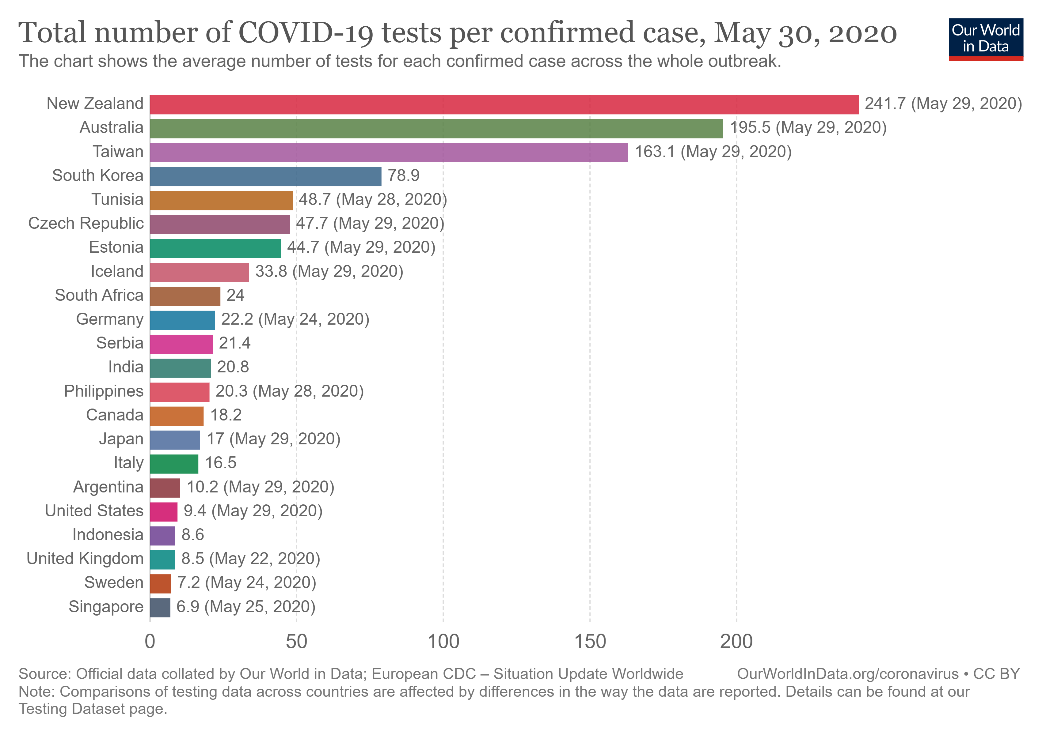 Total number of COVID-19 tests per confirmed case, May 30, 2020
Our World
in Data
The chart shows the average number of tests for each confirmed case across the whole outbreak.
New Zealand 241.7 (May 29, 2020)
Australia 195.5 (May 29, 2020)
Taiwan 163.1 (May 29, 2020)
South Korea 78.9
Tunisia 48.7 (May 28, 2020)
Czech Republic 47.7 (May 29, 2020)
Estonia 44.7 (May 29, 2020)
Iceland 33.8 (May 29, 2020)
South Africa 24
Germany 22.2 (May 24, 2020)
Serbia 21.4
India 20.8
Philippines 20.3 (May 28, 2020)
Canada 18.2
Japan 17 (May 29, 2020)
Italy 16.5
Argentina 10.2 (May 29, 2020)
United States 9.4 (May 29, 2020)
Indonesia 8.6
United Kingdom 8.5 (May 22, 2020)
Sweden 7.2 (May 24, 2020)
Singapore 6.9 (May 25, 2020)
0 50 100 150 200
Source: Official data collated by Our World in Data; European CDC – Situation Update Worldwide OurWorldInData.org/coronavirus • CC BY
Note: Comparisons of testing data across countries are affected by differences in the way the data are reported. Details can be found at our
Testing Dataset page.